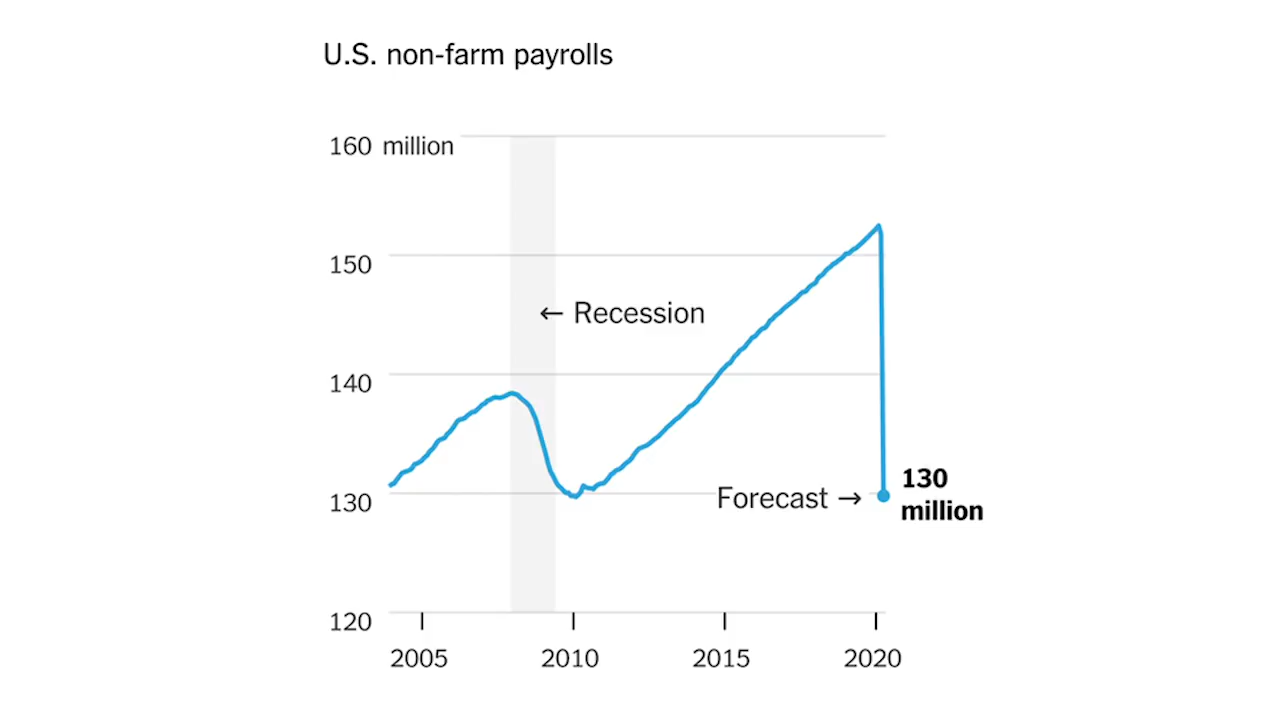 U.S. non-farm payrolls
160 million
150
← Recession
140
130
Forecast →
130
million
120
2005 2010 2015 2020